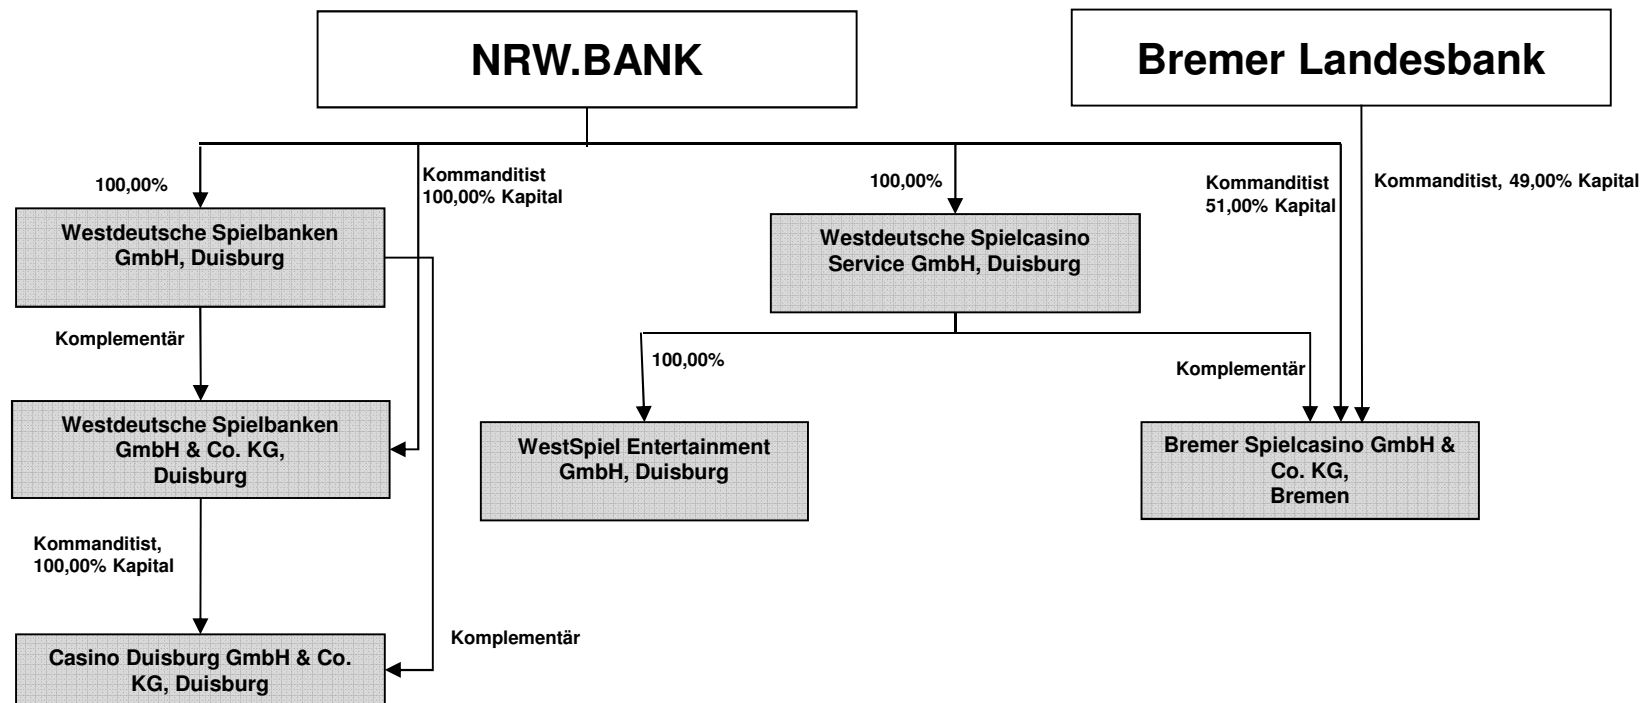 NRW.BANK
Bremer Landesbank
100,00%
Kommanditist
100,00% Kapital
100,00%
Kommanditist
51,00% Kapital
Kommanditist, 49,00% Kapital
Westdeutsche Spielbanken
GmbH, Duisburg
Westdeutsche Spielcasino
Service GmbH, Duisburg
Komplementär
100,00%
Komplementär
Westdeutsche Spielbanken
GmbH & Co. KG,
Duisburg
WestSpiel Entertainment
GmbH, Duisburg
Bremer Spielcasino GmbH &
Co. KG,
Bremen
Kommanditist,
100,00% Kapital
Komplementär
Casino Duisburg GmbH & Co.
KG, Duisburg